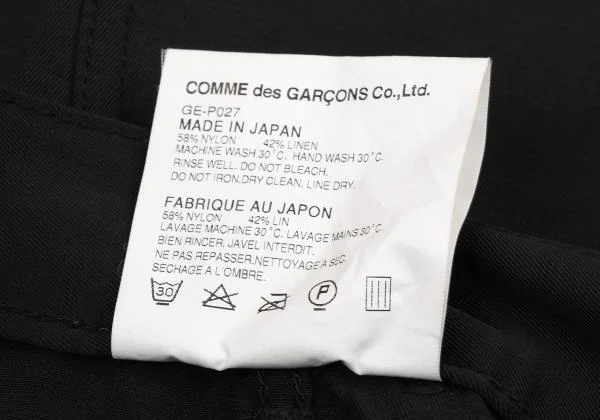 COMME des GARÇONS Co.,Ltd.
GE-P027
MADE IN JAPAN
58% NYLON 42% LINEN
MACHINE WASH 30°C. HAND WASH 30°C.
RINSE WELL. DO NOT BLEACH.
DO NOT IRON.DRY CLEAN. LINE DRY.
FABRIQUE AU JAPON
58% NYLON 42% LIN
LAVAGE MACHINE 30°C. LAVAGE MAINS 30°C.
BIEN RINCER. JAVEL INTERDIT.
NE PAS REPASSER.NETTOYAGE A SEC.
SECHAGE A L'OMBRE.
30 P